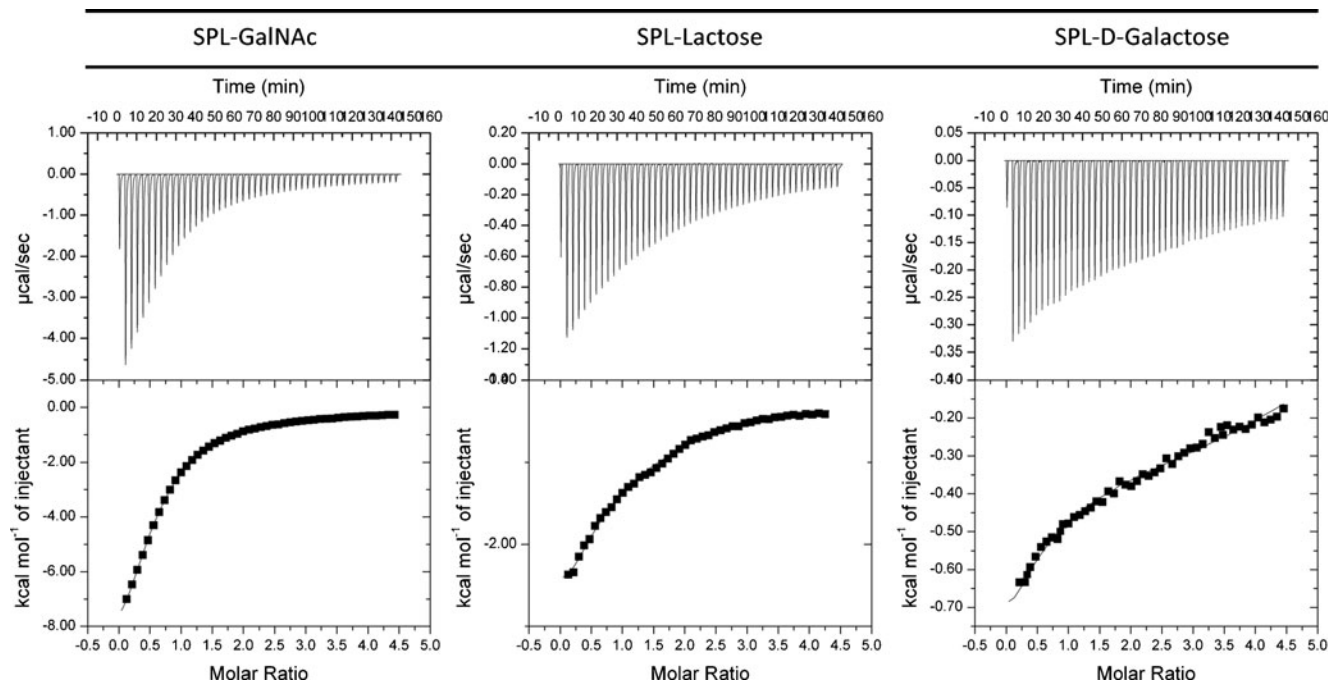 SPL-GalNAc SPL-Lactose SPL-D-Galactose
Time (min) Time (min) Time (min)
-10 0 10 20 30 40 50 60 70 80 90 100 110 120 130 140 150 160
-10 0 10 20 30 40 50 60 70 80 90 100 110 120 130 140 150 160
-10 0 10 20 30 40 50 60 70 80 90 100 110 120 130 140 150 160
1.00
0.00
-1.00
-2.00
-3.00
-4.00
-5.00
µcal/sec
0.20
0.00
-0.20
-0.40
-0.60
-0.80
-1.00
-1.20
-1.40
µcal/sec
0.05
0.00
-0.05
-0.10
-0.15
-0.20
-0.25
-0.30
-0.35
-0.40
µcal/sec
0.00
-2.00
-4.00
-6.00
-8.00
kcal mol⁻¹ of injectant
-2.00
kcal mol⁻¹ of injectant
-0.20
-0.30
-0.40
-0.50
-0.60
-0.70
kcal mol⁻¹ of injectant
-0.5 0.0 0.5 1.0 1.5 2.0 2.5 3.0 3.5 4.0 4.5 5.0
-0.5 0.0 0.5 1.0 1.5 2.0 2.5 3.0 3.5 4.0 4.5 5.0
-0.5 0.0 0.5 1.0 1.5 2.0 2.5 3.0 3.5 4.0 4.5 5.0
Molar Ratio Molar Ratio Molar Ratio